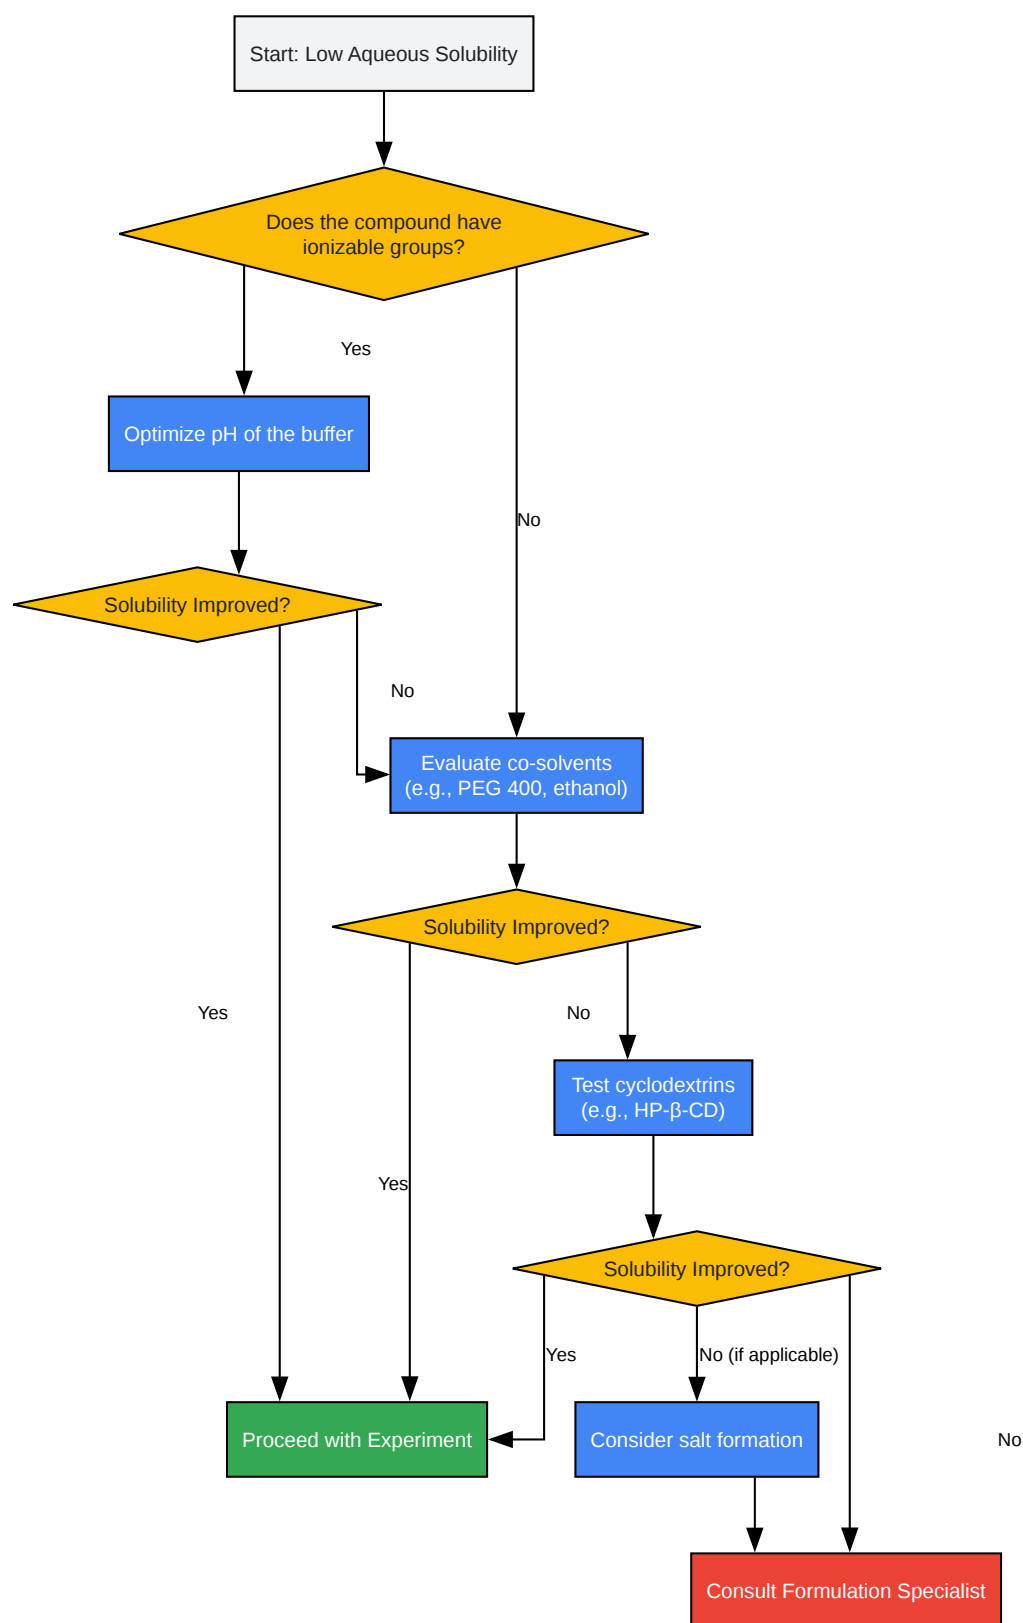 Start: Low Aqueous Solubility
Does the compound have
ionizable groups?
Yes
Optimize pH of the buffer
No
Solubility Improved?
No
Evaluate co-solvents
(e.g., PEG 400, ethanol)
Solubility Improved?
Yes
No
Test cyclodextrins
(e.g., HP-β-CD)
Yes
Solubility Improved?
Yes
No (if applicable)
Proceed with Experiment
Consider salt formation
No
Consult Formulation Specialist